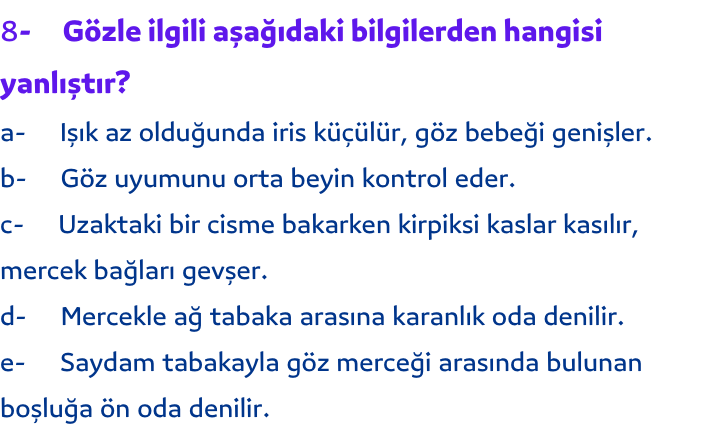 8- Gözle ilgili aşağıdaki bilgilerden hangisi
yanlıştır?
a- Işık az olduğunda iris küçülür, göz bebeği genişler.
b- Göz uyumunu orta beyin kontrol eder.
c- Uzaktaki bir cisme bakarken kirpiksi kaslar kasılır,
mercek bağları gevşer.
d- Mercekle ağ tabaka arasına karanlık oda denilir.
e- Saydam tabakayla göz merceği arasında bulunan
boşluğa ön oda denilir.